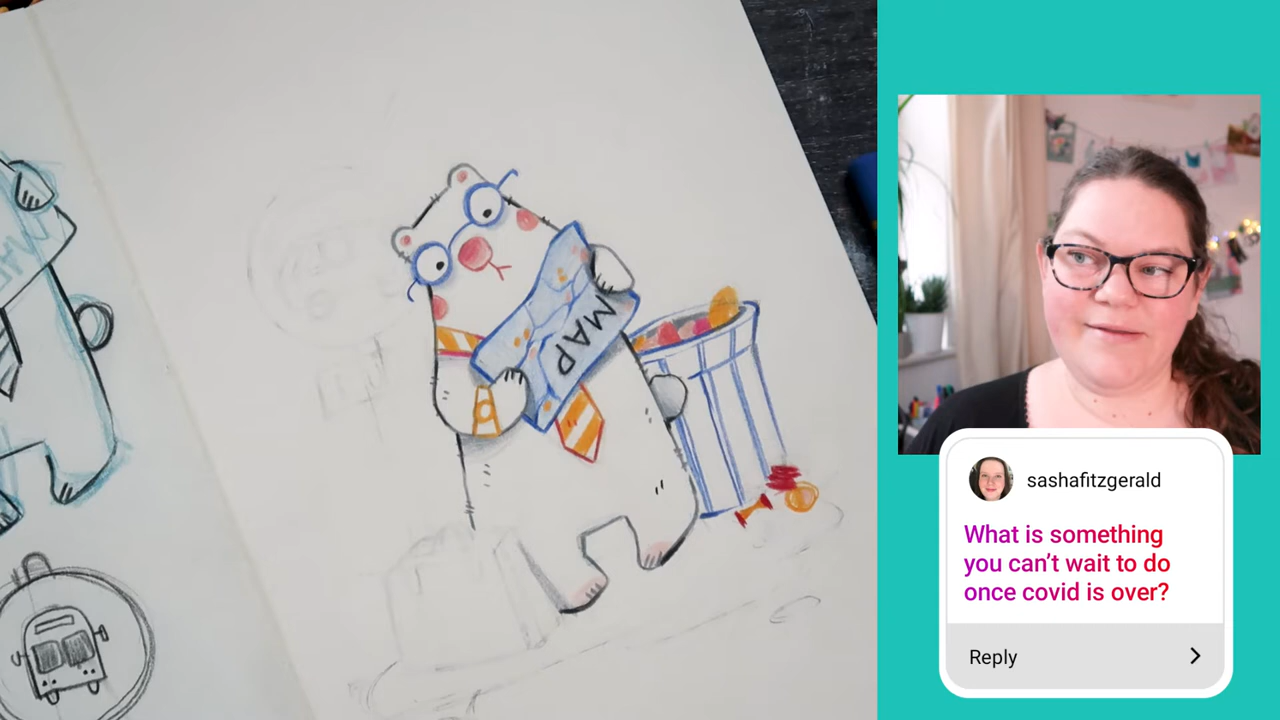 MAP
sashafitzgerald
What is something
you can't wait to do
once covid is over?
Reply